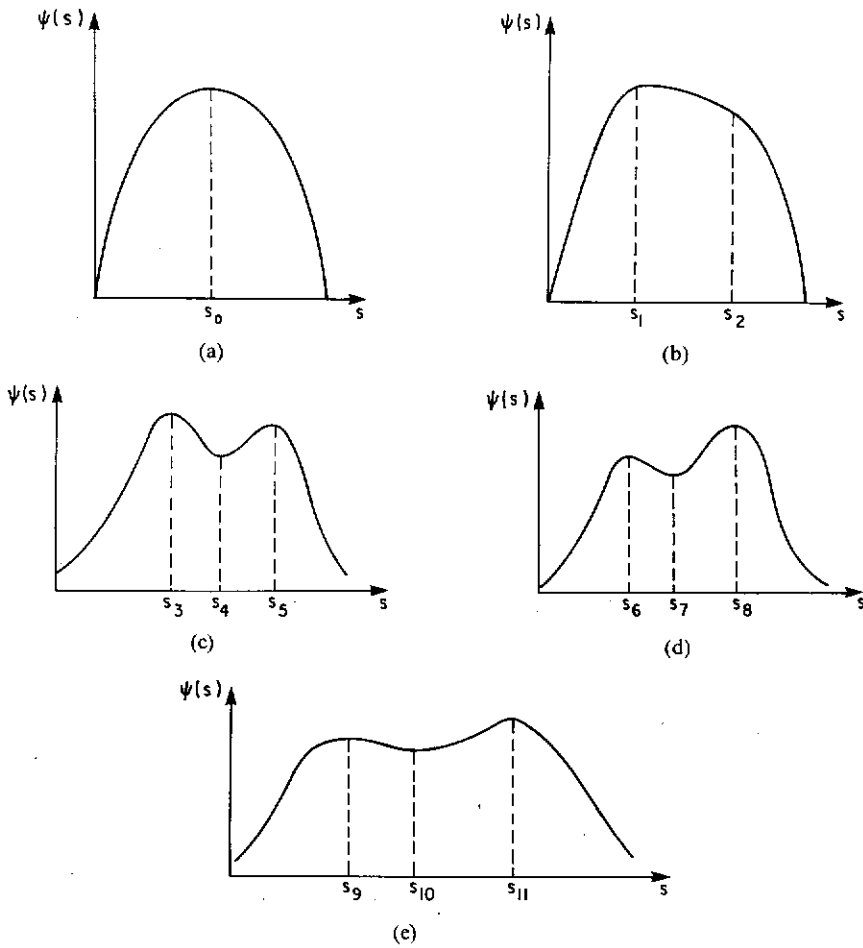 ψ(s)
s₀
s
(a)
ψ(s)
s₁
s₂
s
(b)
ψ(s)
s₃
s₄
s₅
s
(c)
ψ(s)
s₆
s₇
s₈
s
(d)
ψ(s)
s₉
s₁₀
s₁₁
s
(e)